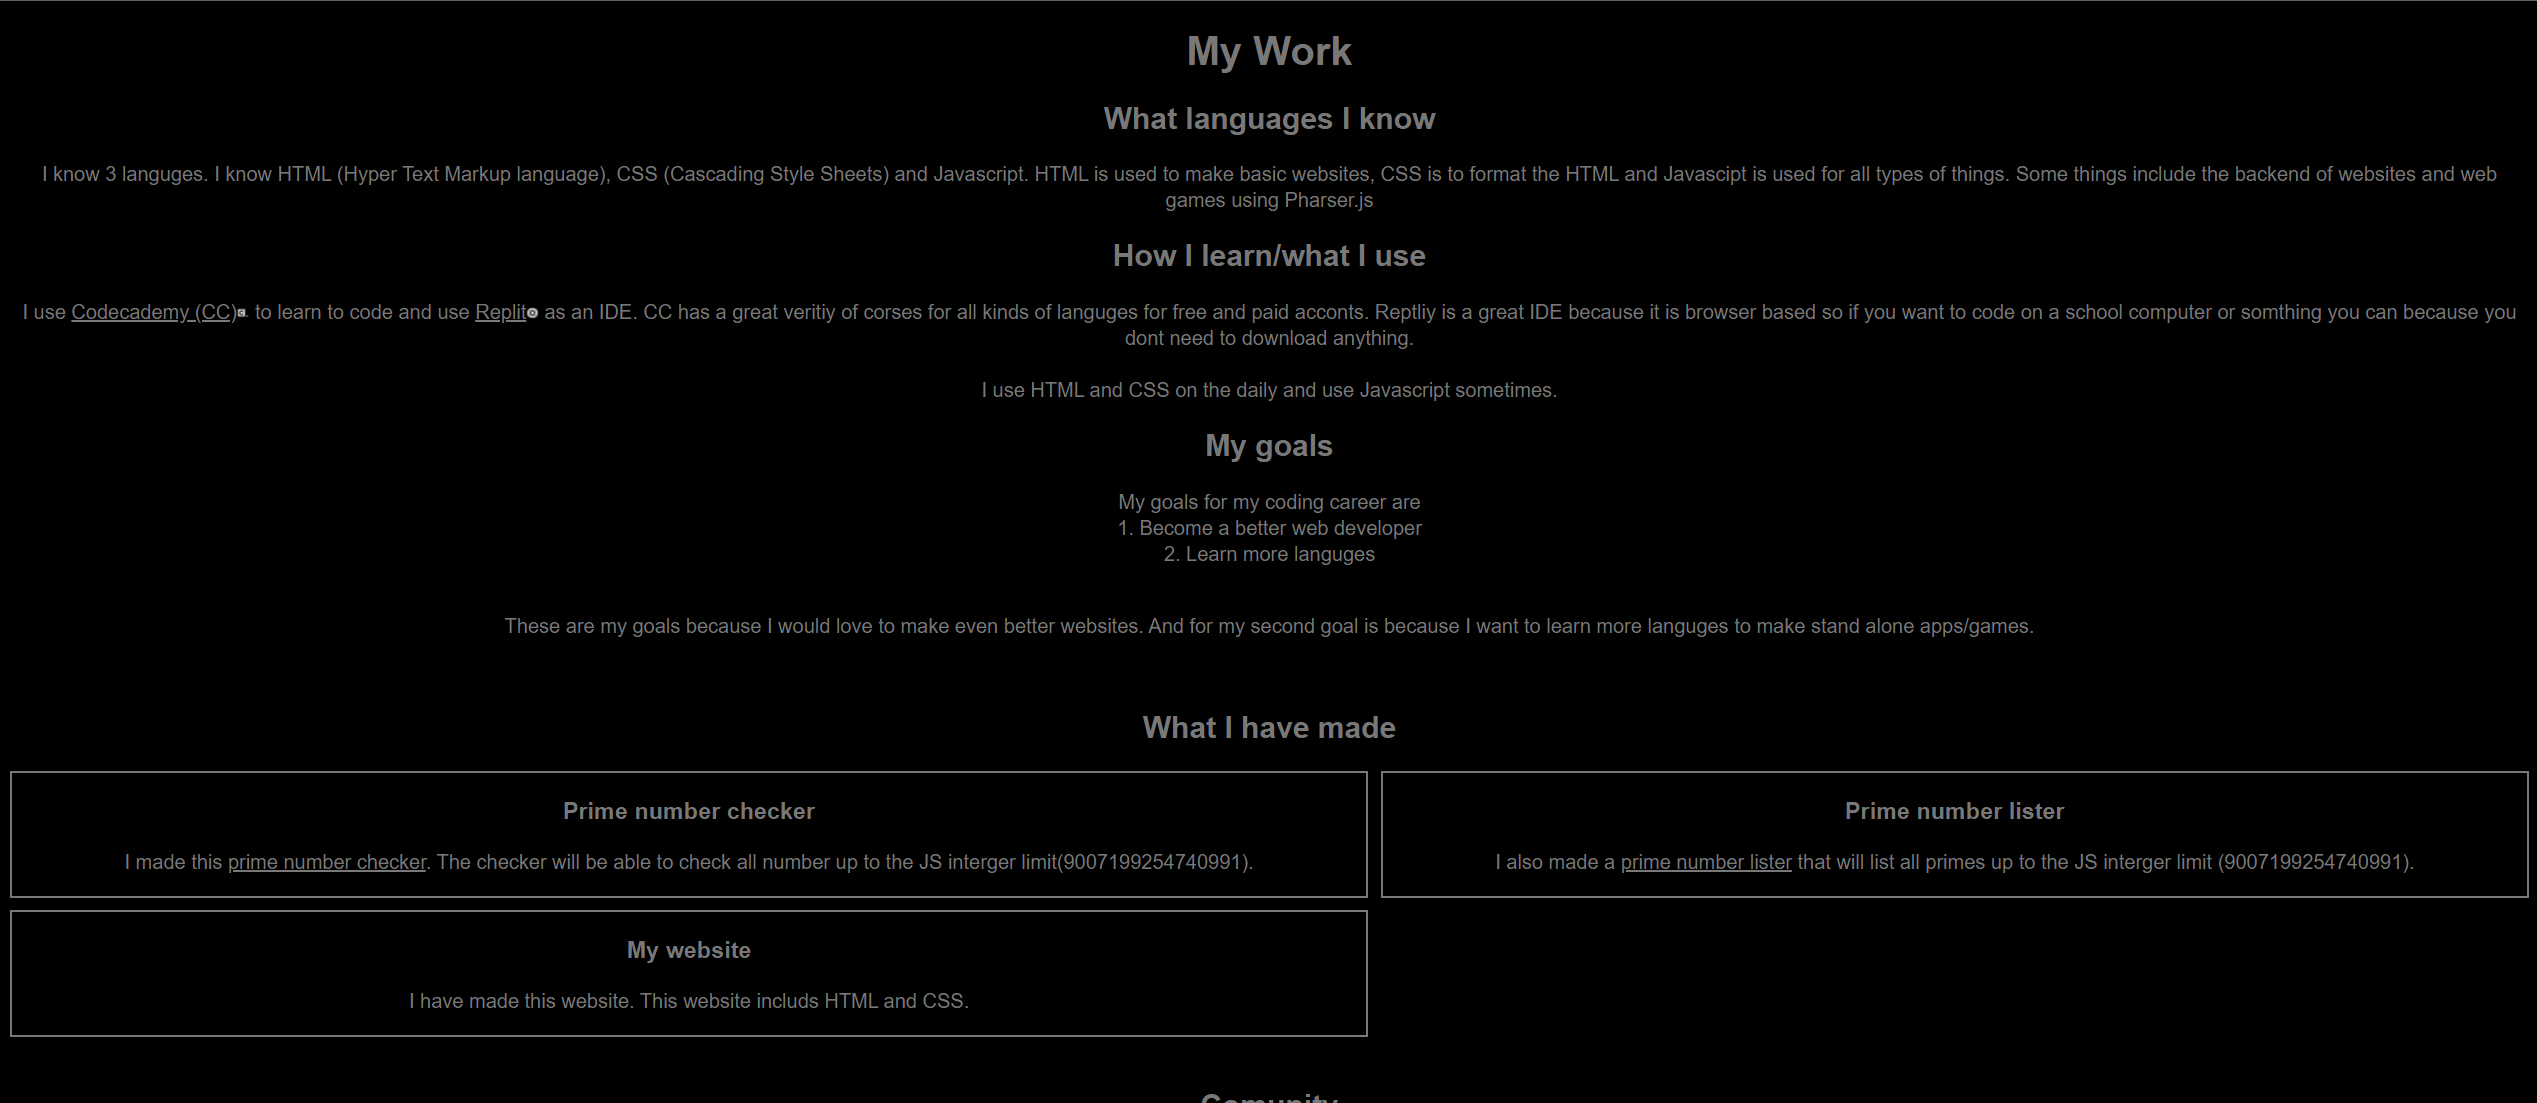 My Work
What languages I know
I know 3 languges. I know HTML (Hyper Text Markup language), CSS (Cascading Style Sheets) and Javascript. HTML is used to make basic websites, CSS is to format the HTML and Javascipt is used for all types of things. Some things include the backend of websites and web
games using Pharser.js
How I learn/what I use
I use Codecademy (CC) to learn to code and use Replit as an IDE. CC has a great veritiy of corses for all kinds of languges for free and paid acconts. Reptliy is a great IDE because it is browser based so if you want to code on a school computer or somthing you can because you
dont need to download anything.
I use HTML and CSS on the daily and use Javascript sometimes.
My goals
My goals for my coding career are
1. Become a better web developer
2. Learn more languges
These are my goals because I would love to make even better websites. And for my second goal is because I want to learn more languges to make stand alone apps/games.
What I have made
Prime number checker
I made this prime number checker. The checker will be able to check all number up to the JS interger limit(9007199254740991).
Prime number lister
I also made a prime number lister that will list all primes up to the JS interger limit (9007199254740991).
My website
I have made this website. This website includs HTML and CSS.
Comunity